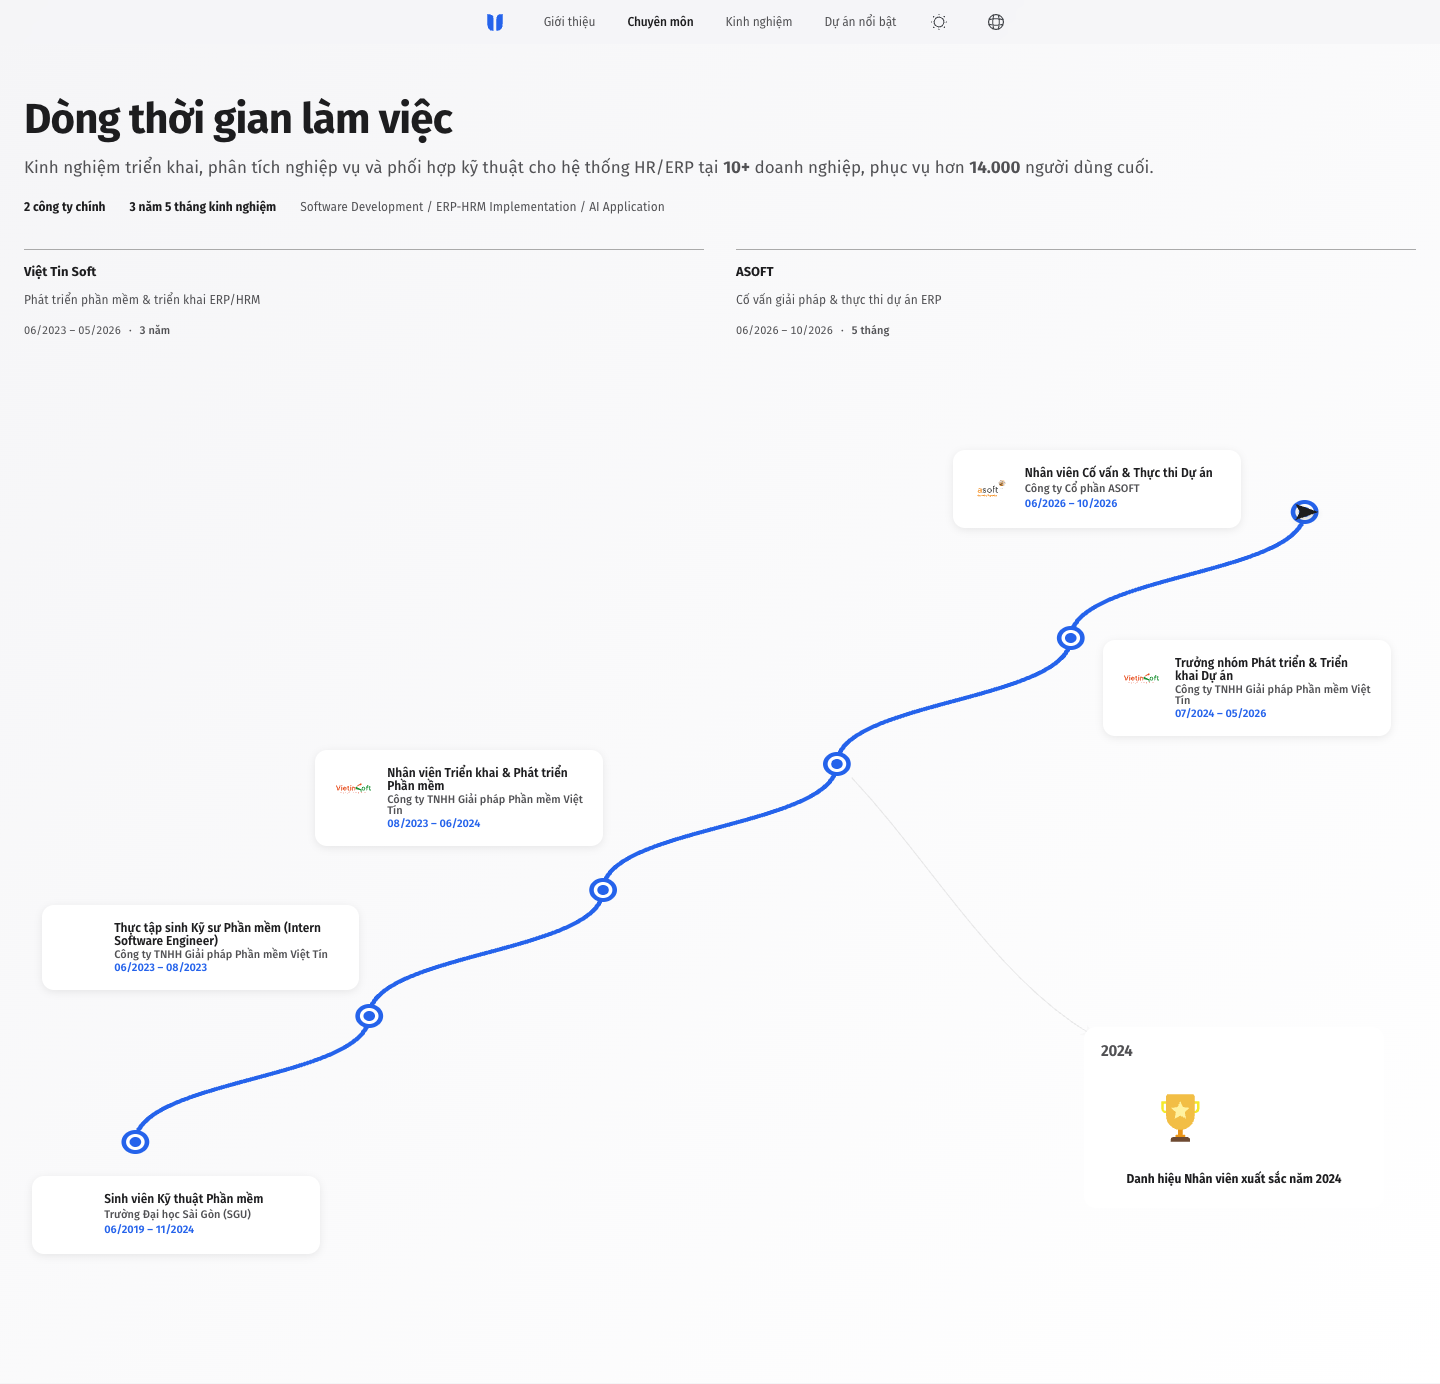 Giới thiệu Chuyên môn Kinh nghiệm Dự án nổi bật
Dòng thời gian làm việc
Kinh nghiệm triển khai, phân tích nghiệp vụ và phối hợp kỹ thuật cho hệ thống HR/ERP tại 10+ doanh nghiệp, phục vụ hơn 14.000 người dùng cuối.
2 công ty chính 3 năm 5 tháng kinh nghiệm Software Development / ERP-HRM Implementation / AI Application
Việt Tin Soft
Phát triển phần mềm & triển khai ERP/HRM
06/2023 – 05/2026 · 3 năm
ASOFT
Cố vấn giải pháp & thực thi dự án ERP
06/2026 – 10/2026 · 5 tháng
asoft
Nhân viên Cố vấn & Thực thi Dự án
Công ty Cổ phần ASOFT
06/2026 – 10/2026
VietinSoft
Trưởng nhóm Phát triển & Triển
khai Dự án
Công ty TNHH Giải pháp Phần mềm Việt
Tín
07/2024 – 05/2026
VietinSoft
Nhân viên Triển khai & Phát triển
Phần mềm
Công ty TNHH Giải pháp Phần mềm Việt
Tín
08/2023 – 06/2024
Thực tập sinh Kỹ sư Phần mềm (Intern
Software Engineer)
Công ty TNHH Giải pháp Phần mềm Việt Tín
06/2023 – 08/2023
2024
Danh hiệu Nhân viên xuất sắc năm 2024
Sinh viên Kỹ thuật Phần mềm
Trường Đại học Sài Gòn (SGU)
06/2019 – 11/2024